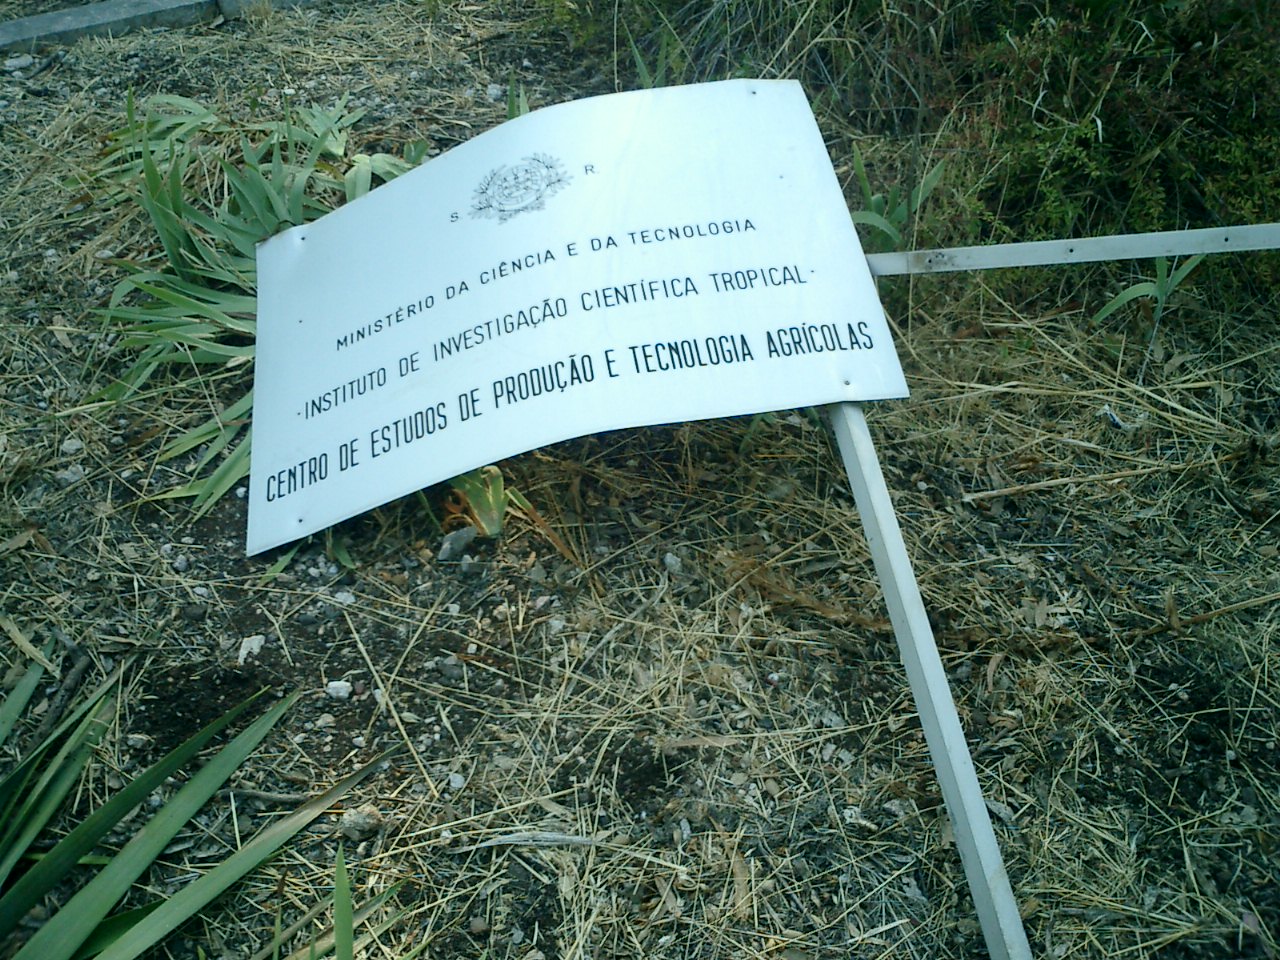 S. R.
MINISTÉRIO DA CIÊNCIA E DA TECNOLOGIA
·INSTITUTO DE INVESTIGAÇÃO CIENTÍFICA TROPICAL·
CENTRO DE ESTUDOS DE PRODUÇÃO E TECNOLOGIA AGRÍCOLAS